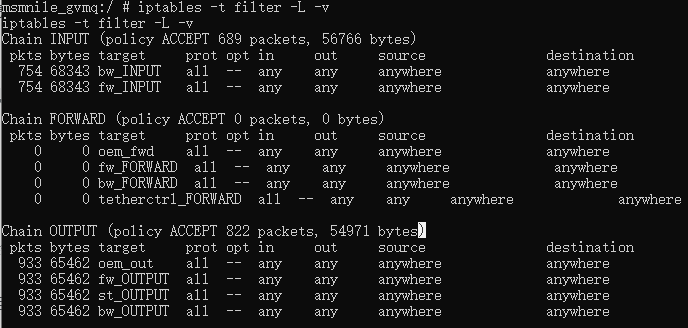 msmnile_gvmq:/ # iptables -t filter -L -v
iptables -t filter -L -v
Chain INPUT (policy ACCEPT 689 packets, 56766 bytes)
pkts bytes target prot opt in out source destination
754 68343 bw_INPUT all -- any any anywhere anywhere
754 68343 fw_INPUT all -- any any anywhere anywhere
Chain FORWARD (policy ACCEPT 0 packets, 0 bytes)
pkts bytes target prot opt in out source destination
0 0 oem_fwd all -- any any anywhere anywhere
0 0 fw_FORWARD all -- any any anywhere anywhere
0 0 bw_FORWARD all -- any any anywhere anywhere
0 0 tetherctrl_FORWARD all -- any any anywhere anywhere
Chain OUTPUT (policy ACCEPT 822 packets, 54971 bytes)
pkts bytes target prot opt in out source destination
933 65462 oem_out all -- any any anywhere anywhere
933 65462 fw_OUTPUT all -- any any anywhere anywhere
933 65462 st_OUTPUT all -- any any anywhere anywhere
933 65462 bw_OUTPUT all -- any any anywhere anywhere